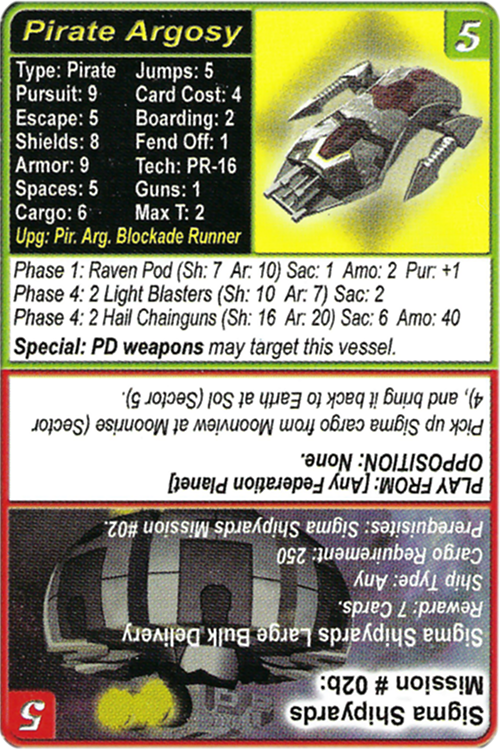 Pirate Argosy
5
Type: Pirate Jumps: 5
Pursuit: 9 Card Cost: 4
Escape: 5 Boarding: 2
Shields: 8 Fend Off: 1
Armor: 9 Tech: PR-16
Spaces: 5 Guns: 1
Cargo: 6 Max T: 2
Upg: Pir. Arg. Blockade Runner
Phase 1: Raven Pod (Sh: 7 Ar: 10) Sac: 1 Amo: 2 Pur: +1
Phase 4: 2 Light Blasters (Sh: 10 Ar: 7) Sac: 2
Phase 4: 2 Hail Chainguns (Sh: 16 Ar: 20) Sac: 6 Amo: 40
Special: PD weapons may target this vessel.
5
Sigma Shipyards
Mission # 02b:
Sigma Shipyards Large Bulk Delivery
Reward: 7 Cards.
Ship Type: Any
Cargo Requirement: 250
Prerequisites: Sigma Shipyards Mission #02.
PLAY FROM: [Any Federation Planet]
OPPOSITION: None.
Pick up Sigma cargo from Moonview at Moonrise (Sector
4), and bring it back to Earth at Sol (Sector 5).